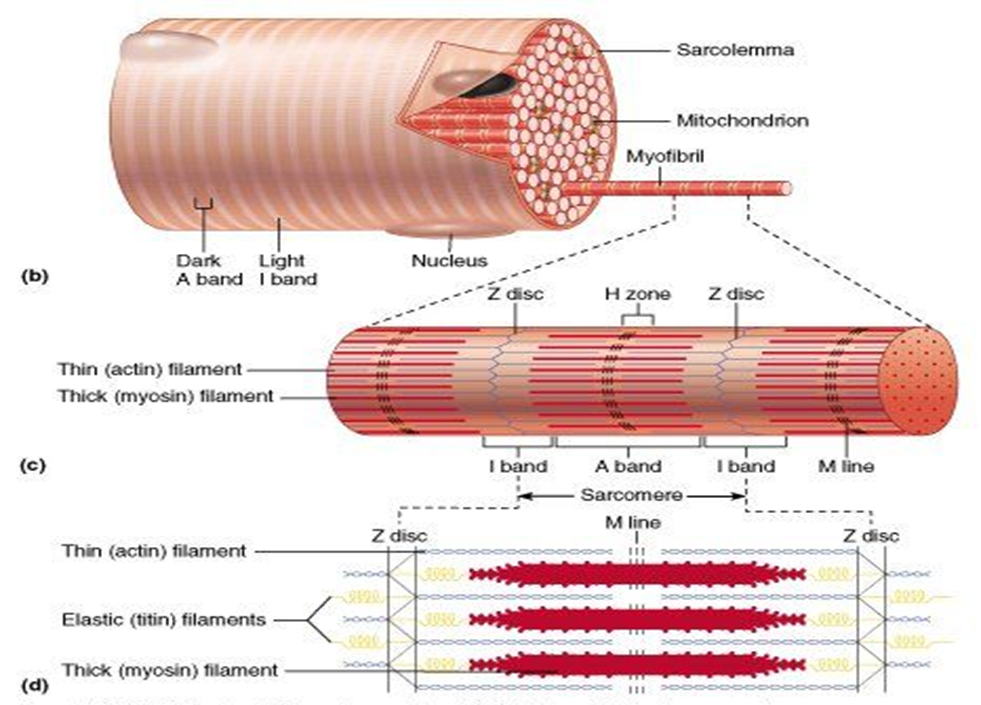 Sarcolemma
Mitochondrion
Myofibril
Dark
A band
Light
I band
Nucleus
(b)
Z disc
H zone
Z disc
Thin (actin) filament
Thick (myosin) filament
(c)
I band
A band
I band
M line
Sarcomere
M line
Z disc
Z disc
Thin (actin) filament
Elastic (titin) filaments
Thick (myosin) filament
(d)